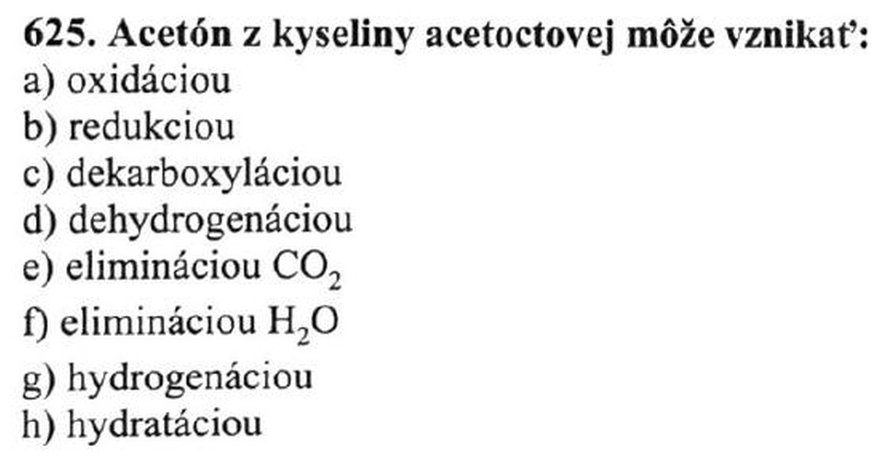 625. Acetón z kyseliny acetoctovej môže vznikať:
a) oxidáciou
b) redukciou
c) dekarboxyláciou
d) dehydrogenáciou
e) elimináciou CO₂
f) elimináciou H₂O
g) hydrogenáciou
h) hydratáciou